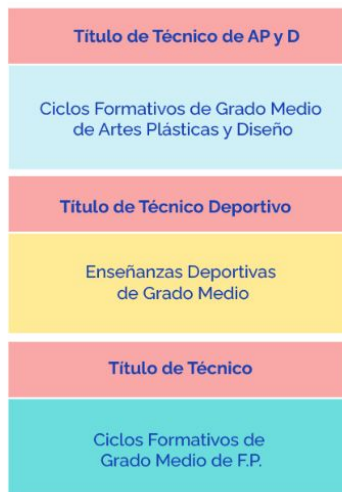 Título de Técnico de AP y D
Ciclos Formativos de Grado Medio
de Artes Plásticas y Diseño
Título de Técnico Deportivo
Enseñanzas Deportivas
de Grado Medio
Título de Técnico
Ciclos Formativos de
Grado Medio de F.P.